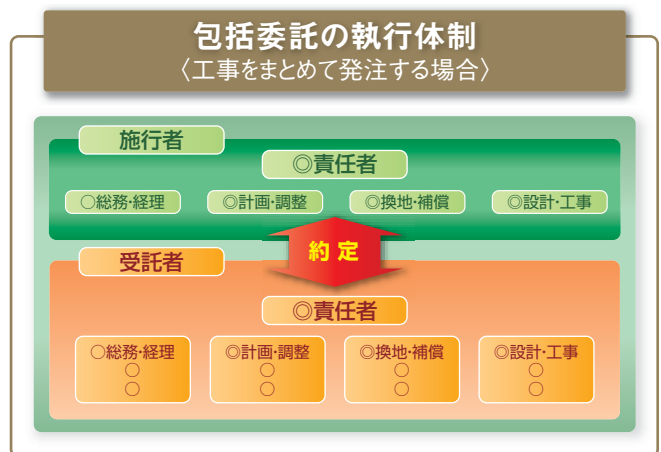 包括委託の執行体制
〈工事をまとめて発注する場合〉
施行者
◎責任者
○総務・経理 ◎計画・調整 ◎換地・補償 ◎設計・工事
約定
受託者
◎責任者
○総務・経理 ◎計画・調整 ◎換地・補償 ◎設計・工事
○ ○ ○ ○
○ ○ ○ ○